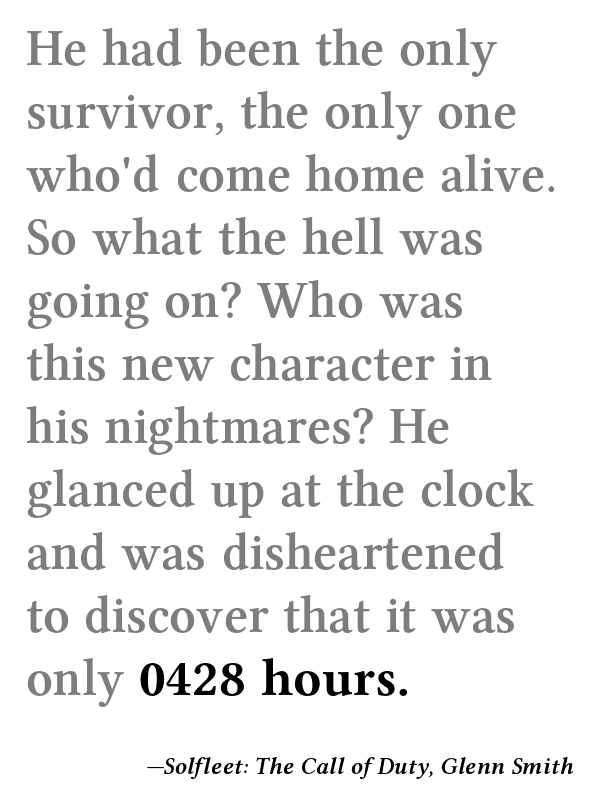 He had been the only
survivor, the only one
who'd come home alive.
So what the hell was
going on? Who was
this new character in
his nightmares? He
glanced up at the clock
and was disheartened
to discover that it was
only 0428 hours.
—Solfleet: The Call of Duty, Glenn Smith